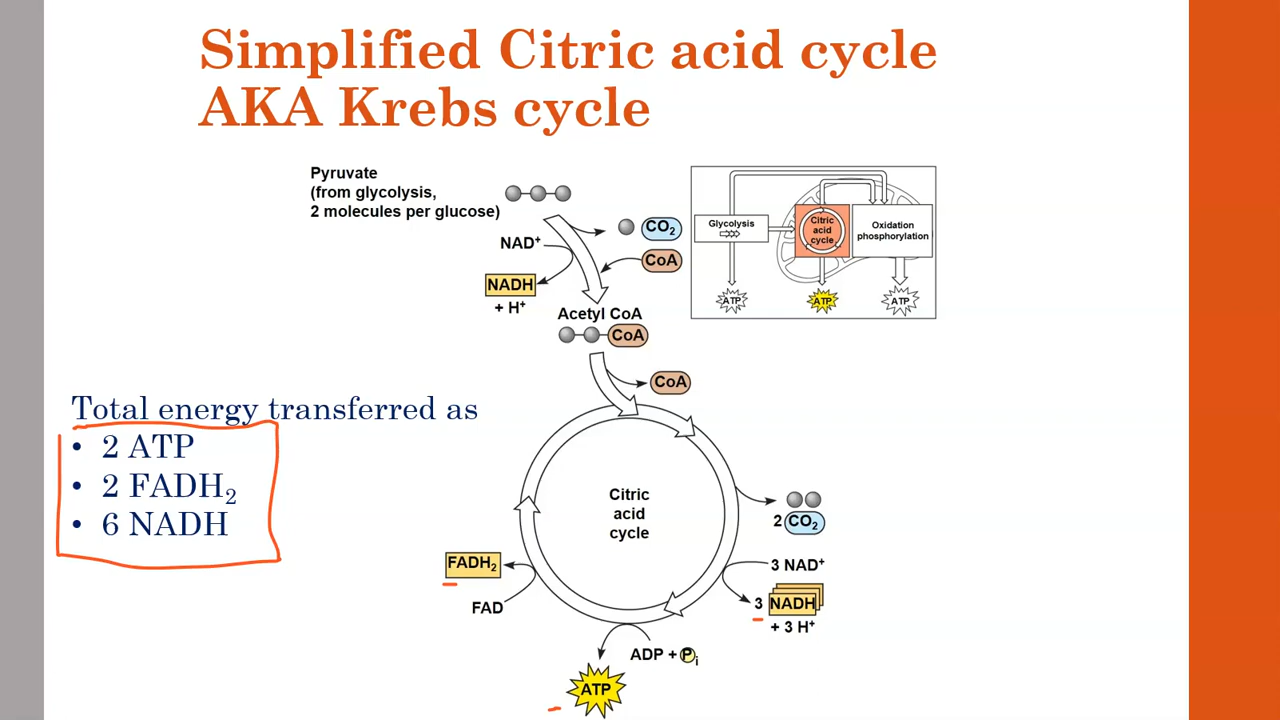 Simplified Citric acid cycle
AKA Krebs cycle
Pyruvate
(from glycolysis,
2 molecules per glucose)
CO₂
NAD⁺
CoA
NADH
+ H⁺
Acetyl CoA
CoA
CoA
Glycolysis
Citric
acid
cycle
Oxidation
phosphorylation
ATP
ATP
ATP
Total energy transferred as
• 2 ATP
• 2 FADH₂
• 6 NADH
Citric
acid
cycle
2 CO₂
3 NAD⁺
3 NADH
+ 3 H⁺
FADH₂
FAD
ADP + Pᵢ
ATP